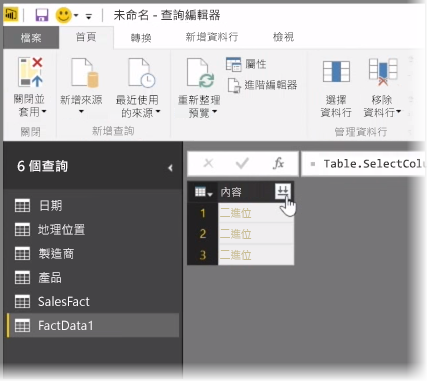 未命名 - 查詢編輯器
檔案 首頁 轉換 新增資料行 檢視
關閉並 套用
新增來源
最近使用 的來源
重新整理 預覽
屬性
進階編輯器
選擇 資料行
移除 資料行
關閉 新增查詢 管理資料行
6 個查詢
fx = Table.SelectColu
內容
日期
地理位置
製造商
產品
SalesFact
FactData1
1 二進位
2 二進位
3 二進位